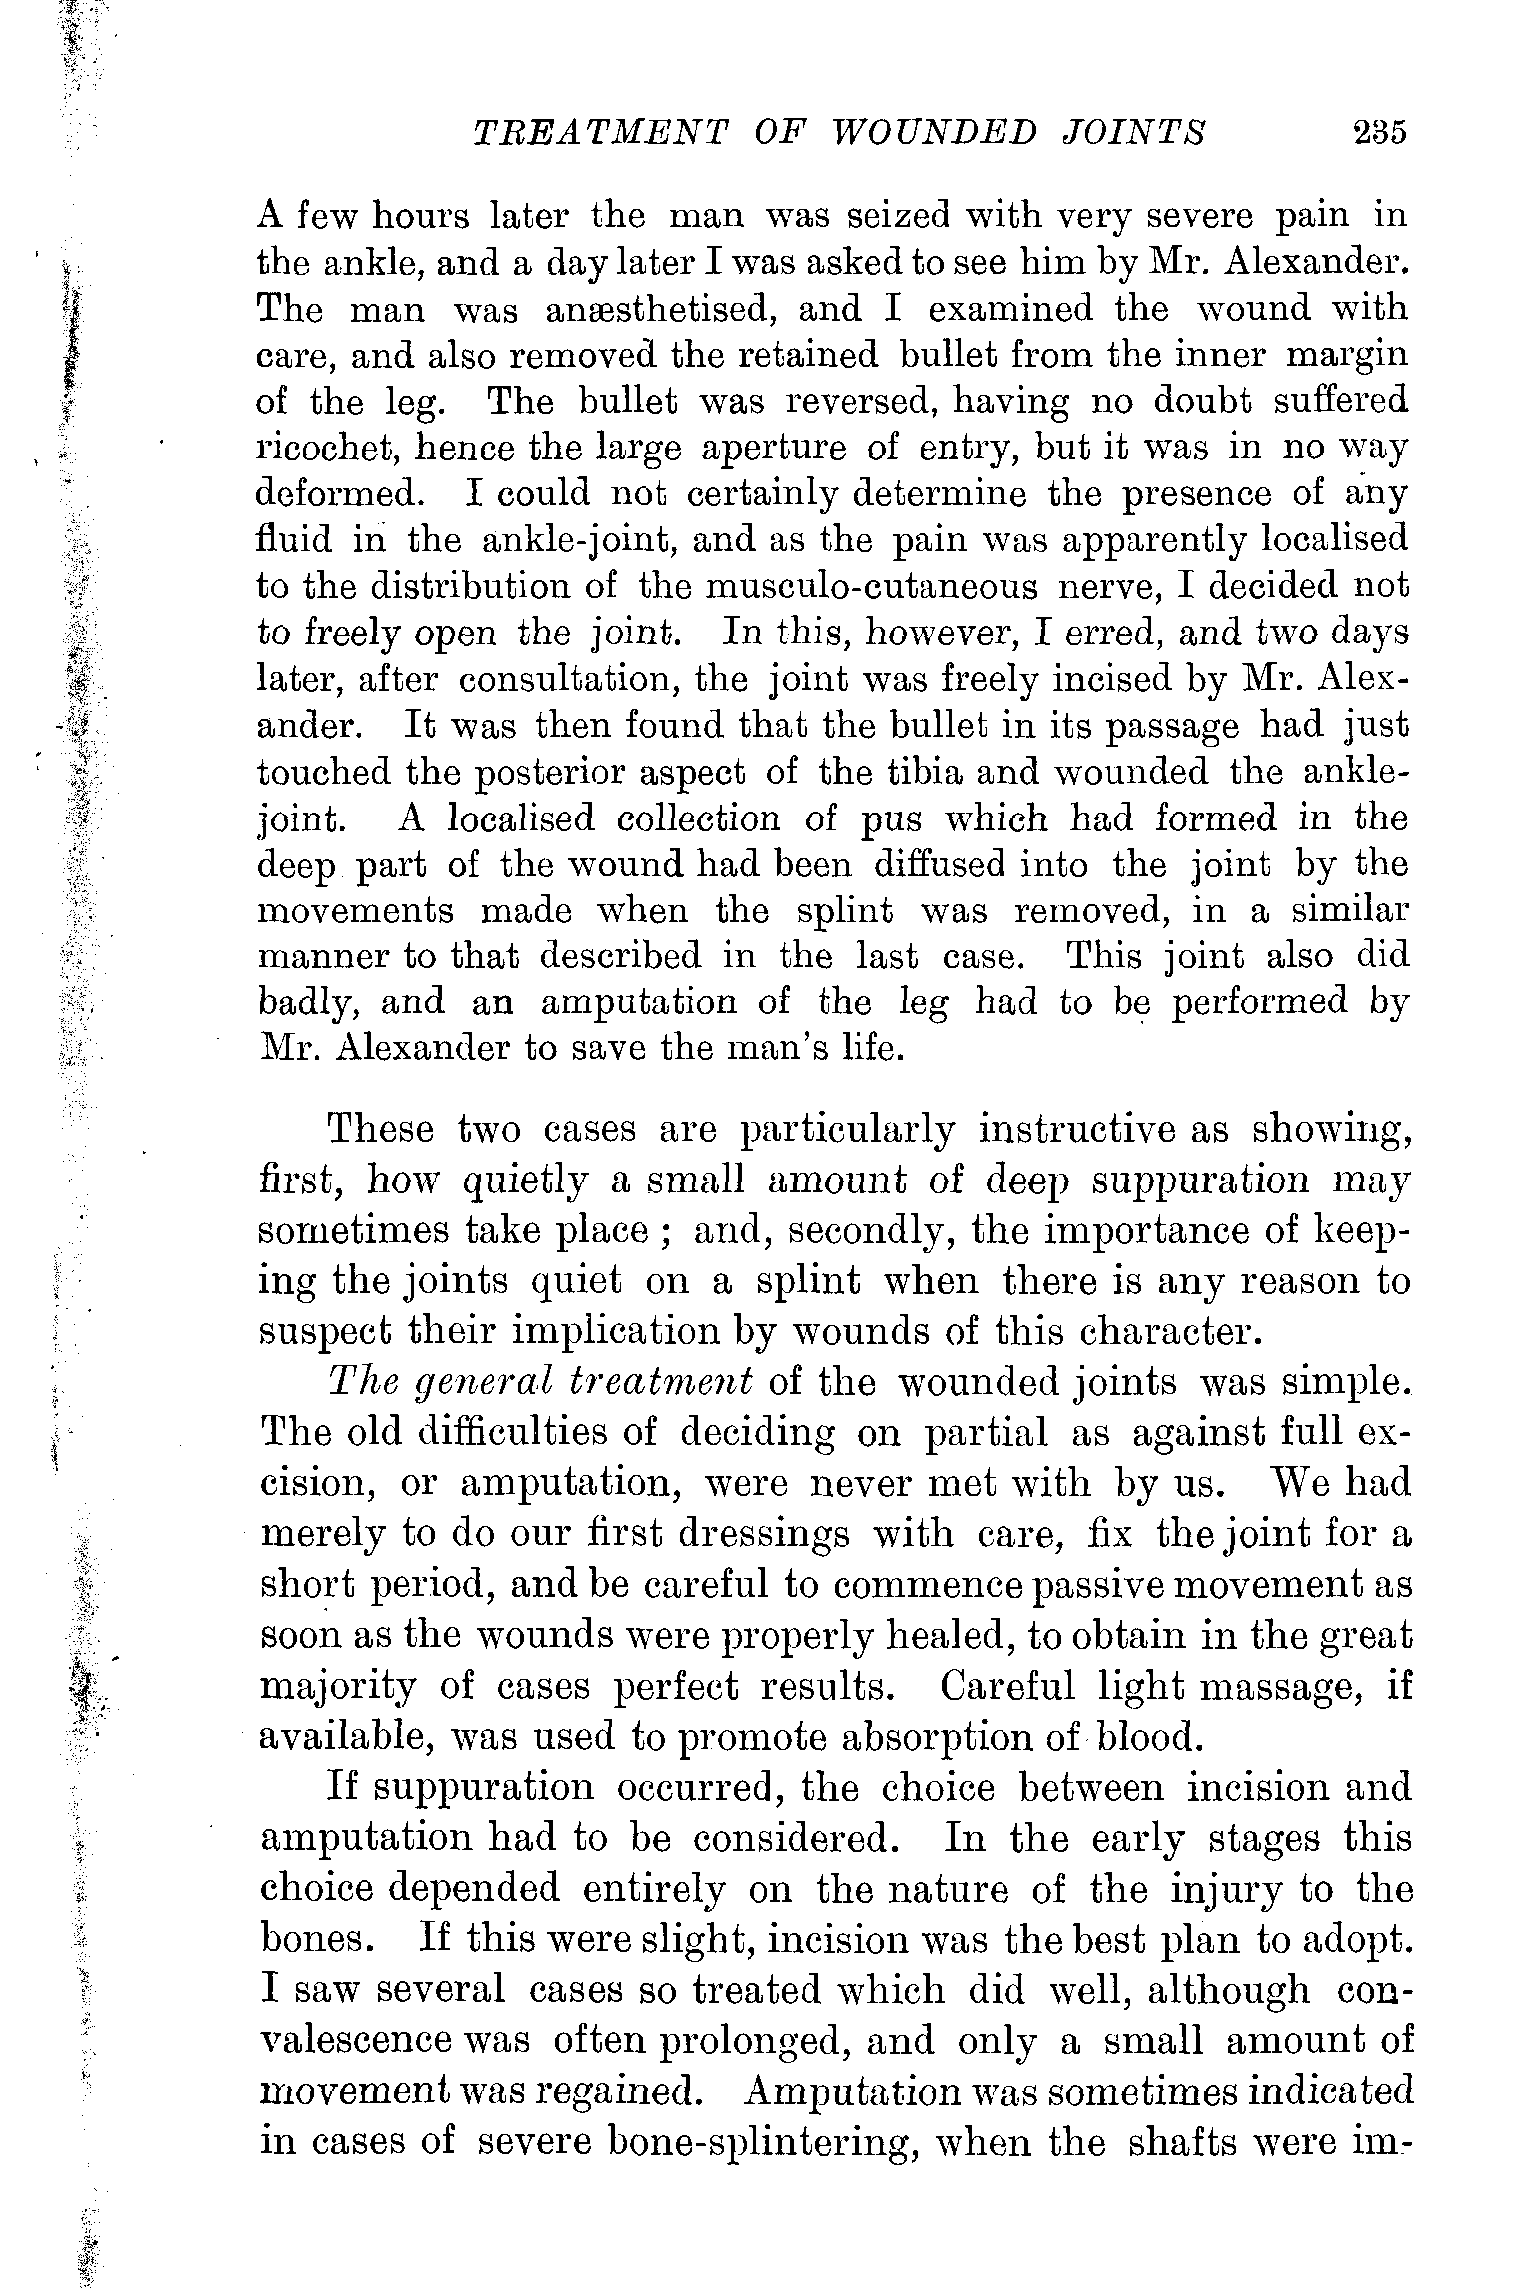 TREATMENT OF WOUNDED JOINTS 235
A few hours later the man was seized with very severe pain in
the ankle, and a day later I was asked to see him by Mr. Alexander.
The man was anæsthetised, and I examined the wound with
care, and also removed the retained bullet from the inner margin
of the leg. The bullet was reversed, having no doubt suffered
ricochet, hence the large aperture of entry, but it was in no way
deformed. I could not certainly determine the presence of any
fluid in the ankle-joint, and as the pain was apparently localised
to the distribution of the musculo-cutaneous nerve, I decided not
to freely open the joint. In this, however, I erred, and two days
later, after consultation, the joint was freely incised by Mr. Alex-
ander. It was then found that the bullet in its passage had just
touched the posterior aspect of the tibia and wounded the ankle-
joint. A localised collection of pus which had formed in the
deep part of the wound had been diffused into the joint by the
movements made when the splint was removed, in a similar
manner to that described in the last case. This joint also did
badly, and an amputation of the leg had to be performed by
Mr. Alexander to save the man's life.
These two cases are particularly instructive as showing,
first, how quietly a small amount of deep suppuration may
sometimes take place ; and, secondly, the importance of keep-
ing the joints quiet on a splint when there is any reason to
suspect their implication by wounds of this character.
The general treatment of the wounded joints was simple.
The old difficulties of deciding on partial as against full ex-
cision, or amputation, were never met with by us. We had
merely to do our first dressings with care, fix the joint for a
short period, and be careful to commence passive movement as
soon as the wounds were properly healed, to obtain in the great
majority of cases perfect results. Careful light massage, if
available, was used to promote absorption of blood.
If suppuration occurred, the choice between incision and
amputation had to be considered. In the early stages this
choice depended entirely on the nature of the injury to the
bones. If this were slight, incision was the best plan to adopt.
I saw several cases so treated which did well, although con-
valescence was often prolonged, and only a small amount of
movement was regained. Amputation was sometimes indicated
in cases of severe bone-splintering, when the shafts were im-